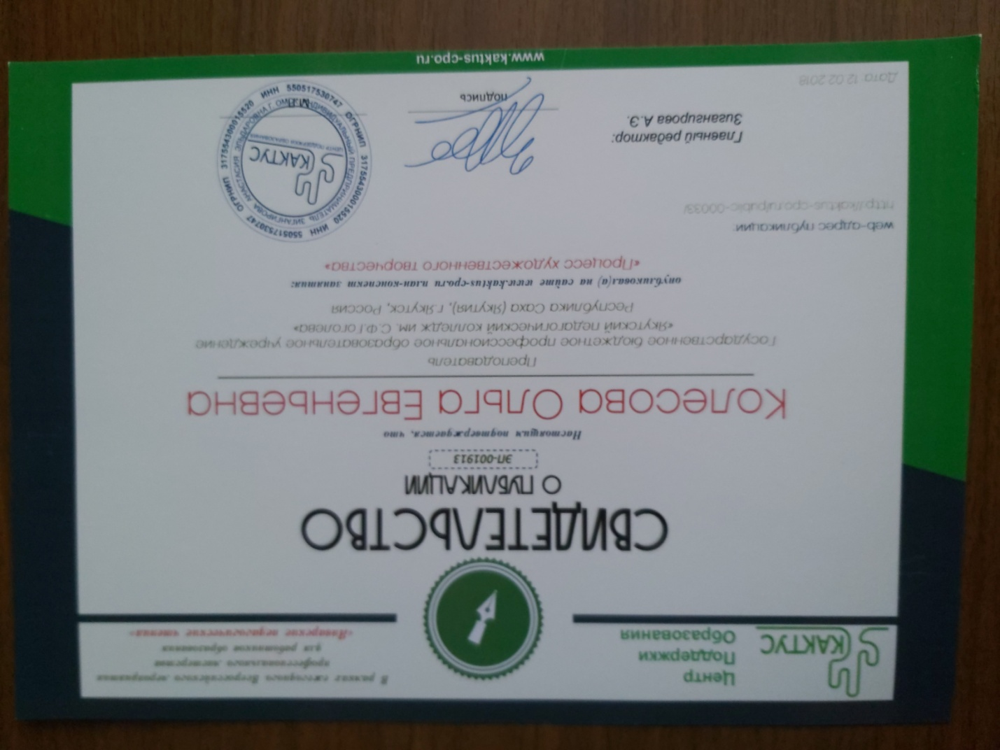 КАКТУС
Центр
Поддержки
Образования
В рамках ежегодного Всероссийского мероприятия
профессионального мастерства
для работников образования
«Январские педагогические чтения»
СВИДЕТЕЛЬСТВО
О ПУБЛИКАЦИИ
ЭП-001913
Настоящим подтверждается, что
Колесова Ольга Евгеньевна
Преподаватель
Государственное бюджетное профессиональное образовательное учреждение
«Якутский педагогический колледж им. С.Ф.Гоголева»
Республика Саха (Якутия), г.Якутск, Россия
опубликовал(а) на сайте www.kaktus-cpo.ru план-конспект занятия:
«Процесс художественного творчества»
web-адрес публикации:
http://kaktus-cpo.ru/public-00033/
Главный редактор:
Зигангирова А.Э.
подпись
М.П.
ОГРНИП 317554300015520 ИНН 550517530747 ОГРНИП 317554300015520 ИНН 550517530747
ИНДИВИДУАЛЬНЫЙ ПРЕДПРИНИМАТЕЛЬ ЗИГАНГИРОВА АНАСТАСИЯ ЭЛЬДАРОВНА Г. ОМСК
КАКТУС
ЦЕНТР ПОДДЕРЖКИ ОБРАЗОВАНИЯ
Дата: 12.02.2018
www.kaktus-cpo.ru